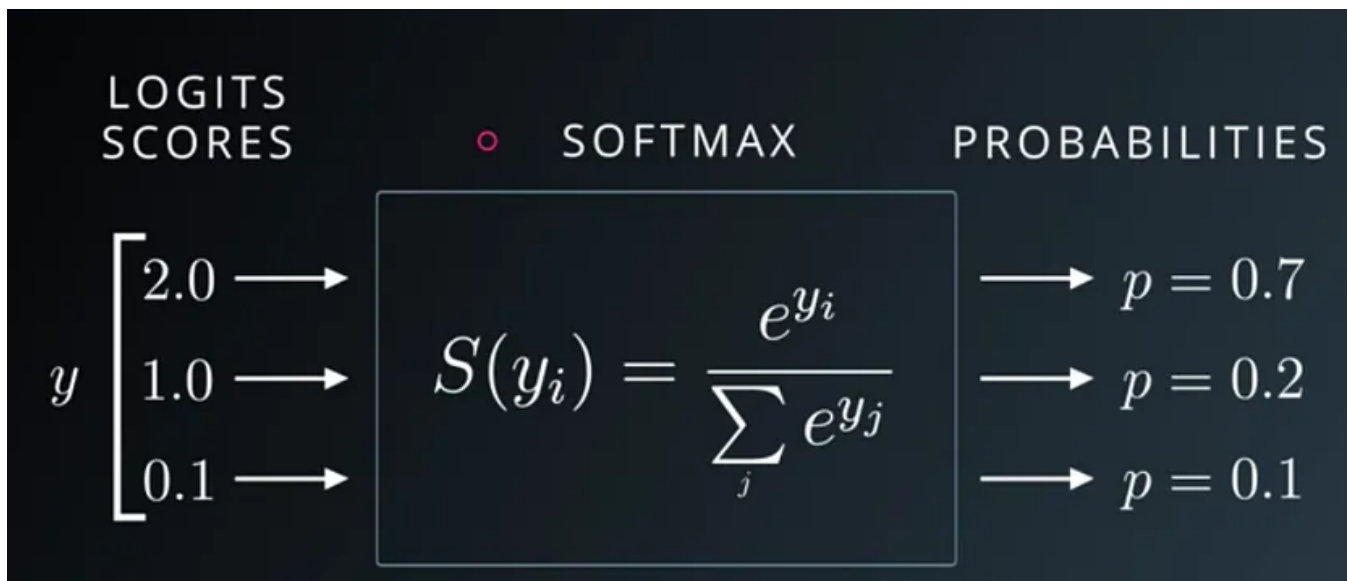 LOGITS
SCORES
SOFTMAX
PROBABILITIES
y
2.0
1.0
0.1
S(y_i) = e^{y_i} / \sum_j e^{y_j}
p = 0.7
p = 0.2
p = 0.1